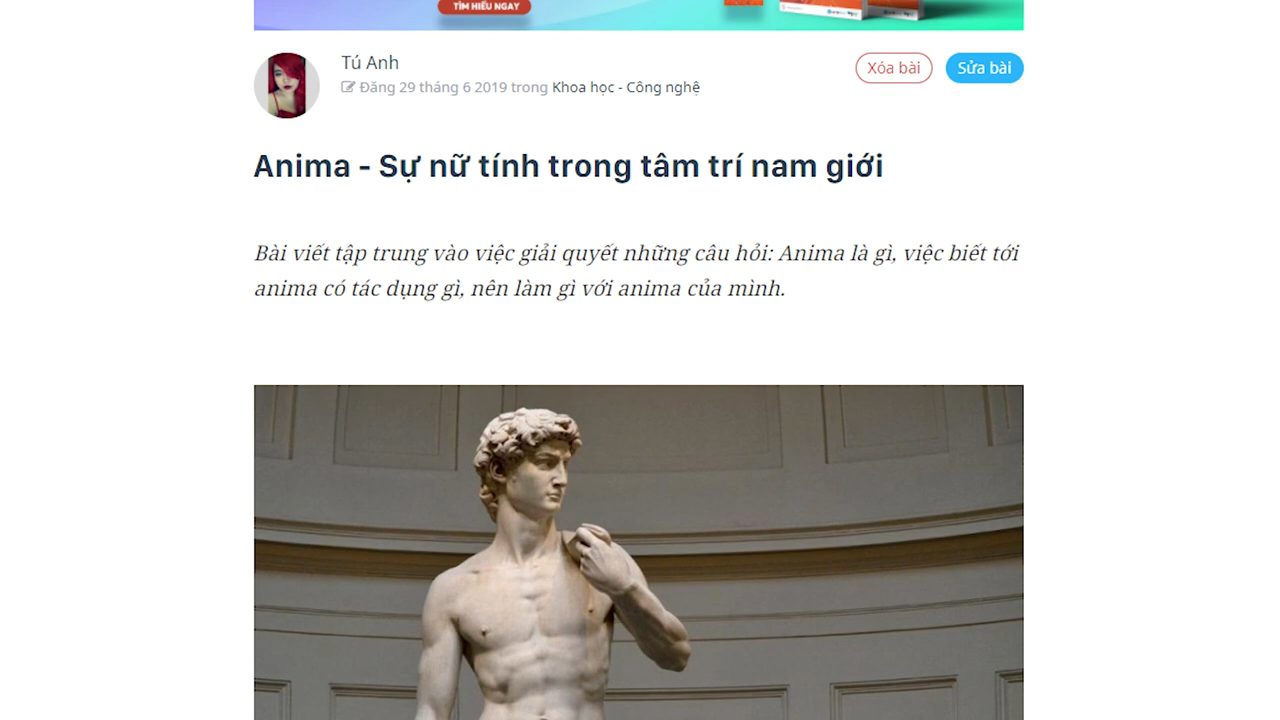 TÌM HIỂU NGAY
Tú Anh
Xóa bài
Sửa bài
Đăng 29 tháng 6 2019 trong Khoa học - Công nghệ
Anima - Sự nữ tính trong tâm trí nam giới
Bài viết tập trung vào việc giải quyết những câu hỏi: Anima là gì, việc biết tới
anima có tác dụng gì, nên làm gì với anima của mình.